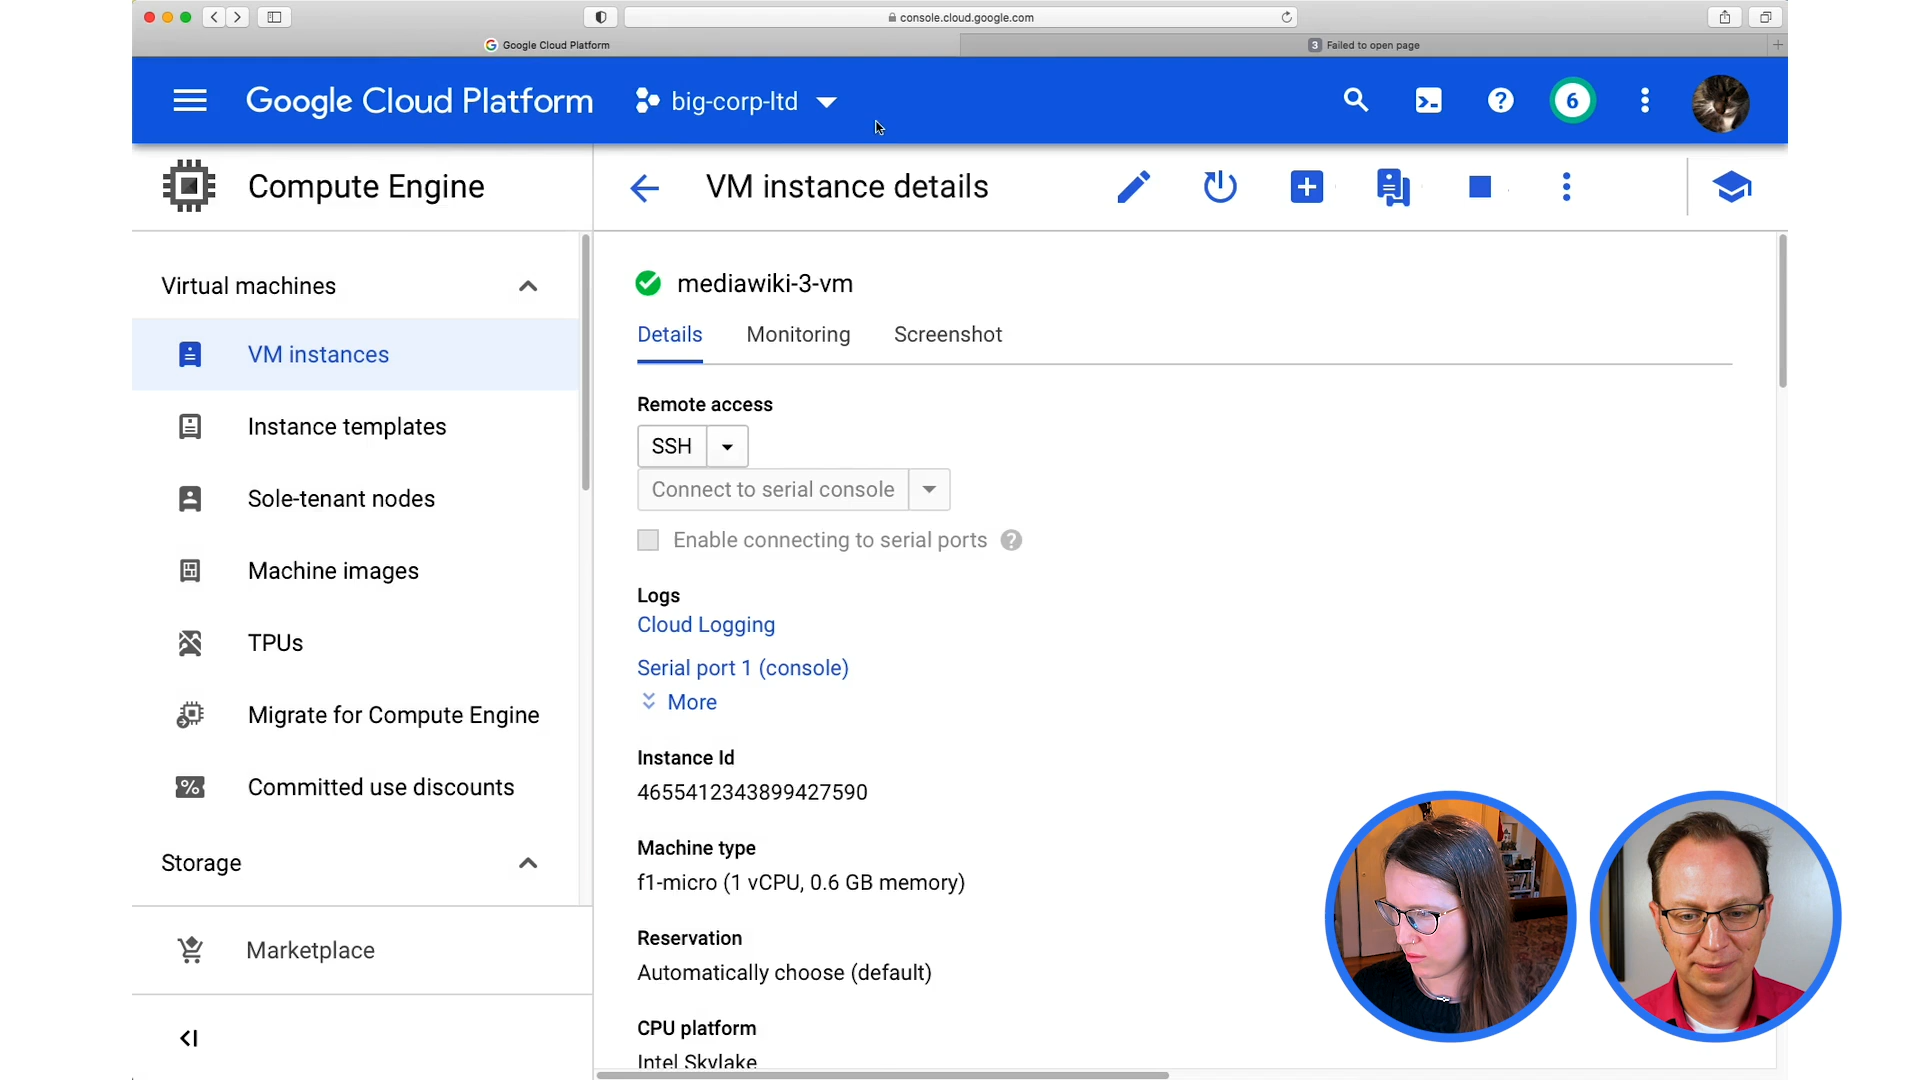 console.cloud.google.com
Google Cloud Platform
3 Failed to open page
Google Cloud Platform
big-corp-ltd
6
Compute Engine
VM instance details
Virtual machines
VM instances
Instance templates
Sole-tenant nodes
Machine images
TPUs
Migrate for Compute Engine
Committed use discounts
Storage
Marketplace
mediawiki-3-vm
Details
Monitoring
Screenshot
Remote access
SSH
Connect to serial console
Enable connecting to serial ports
Logs
Cloud Logging
Serial port 1 (console)
More
Instance Id
4655412343899427590
Machine type
f1-micro (1 vCPU, 0.6 GB memory)
Reservation
Automatically choose (default)
CPU platform
Intel Skylake